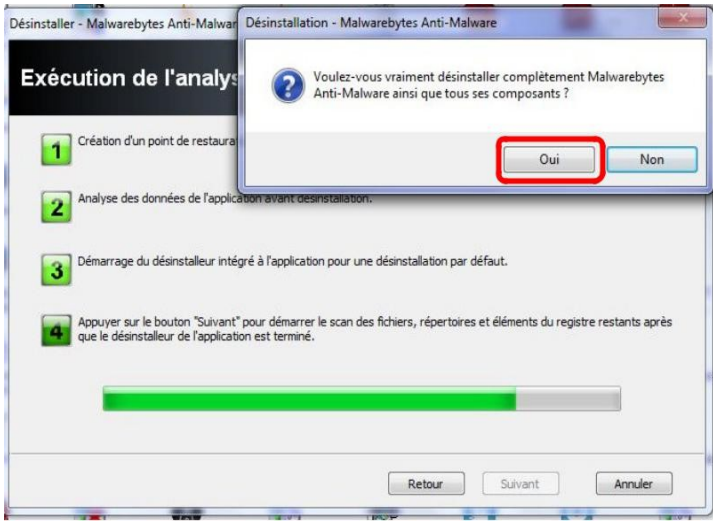 Désinstaller - Malwarebytes Anti-Malwar
Désinstallation - Malwarebytes Anti-Malware
Exécution de l'analys
Voulez-vous vraiment désinstaller complètement Malwarebytes
Anti-Malware ainsi que tous ses composants ?
Oui
Non
1
Création d'un point de restaura
2
Analyse des données de l'application avant désinstallation.
3
Démarrage du désinstalleur intégré à l'application pour une désinstallation par défaut.
4
Appuyer sur le bouton "Suivant" pour démarrer le scan des fichiers, répertoires et éléments du registre restants après
que le désinstalleur de l'application est terminé.
Retour
Suivant
Annuler